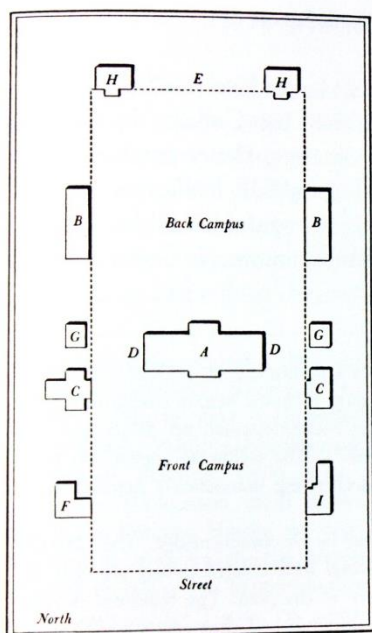 H E H
B Back Campus B
G G
D A D
C C
Front Campus
F I
Street
North